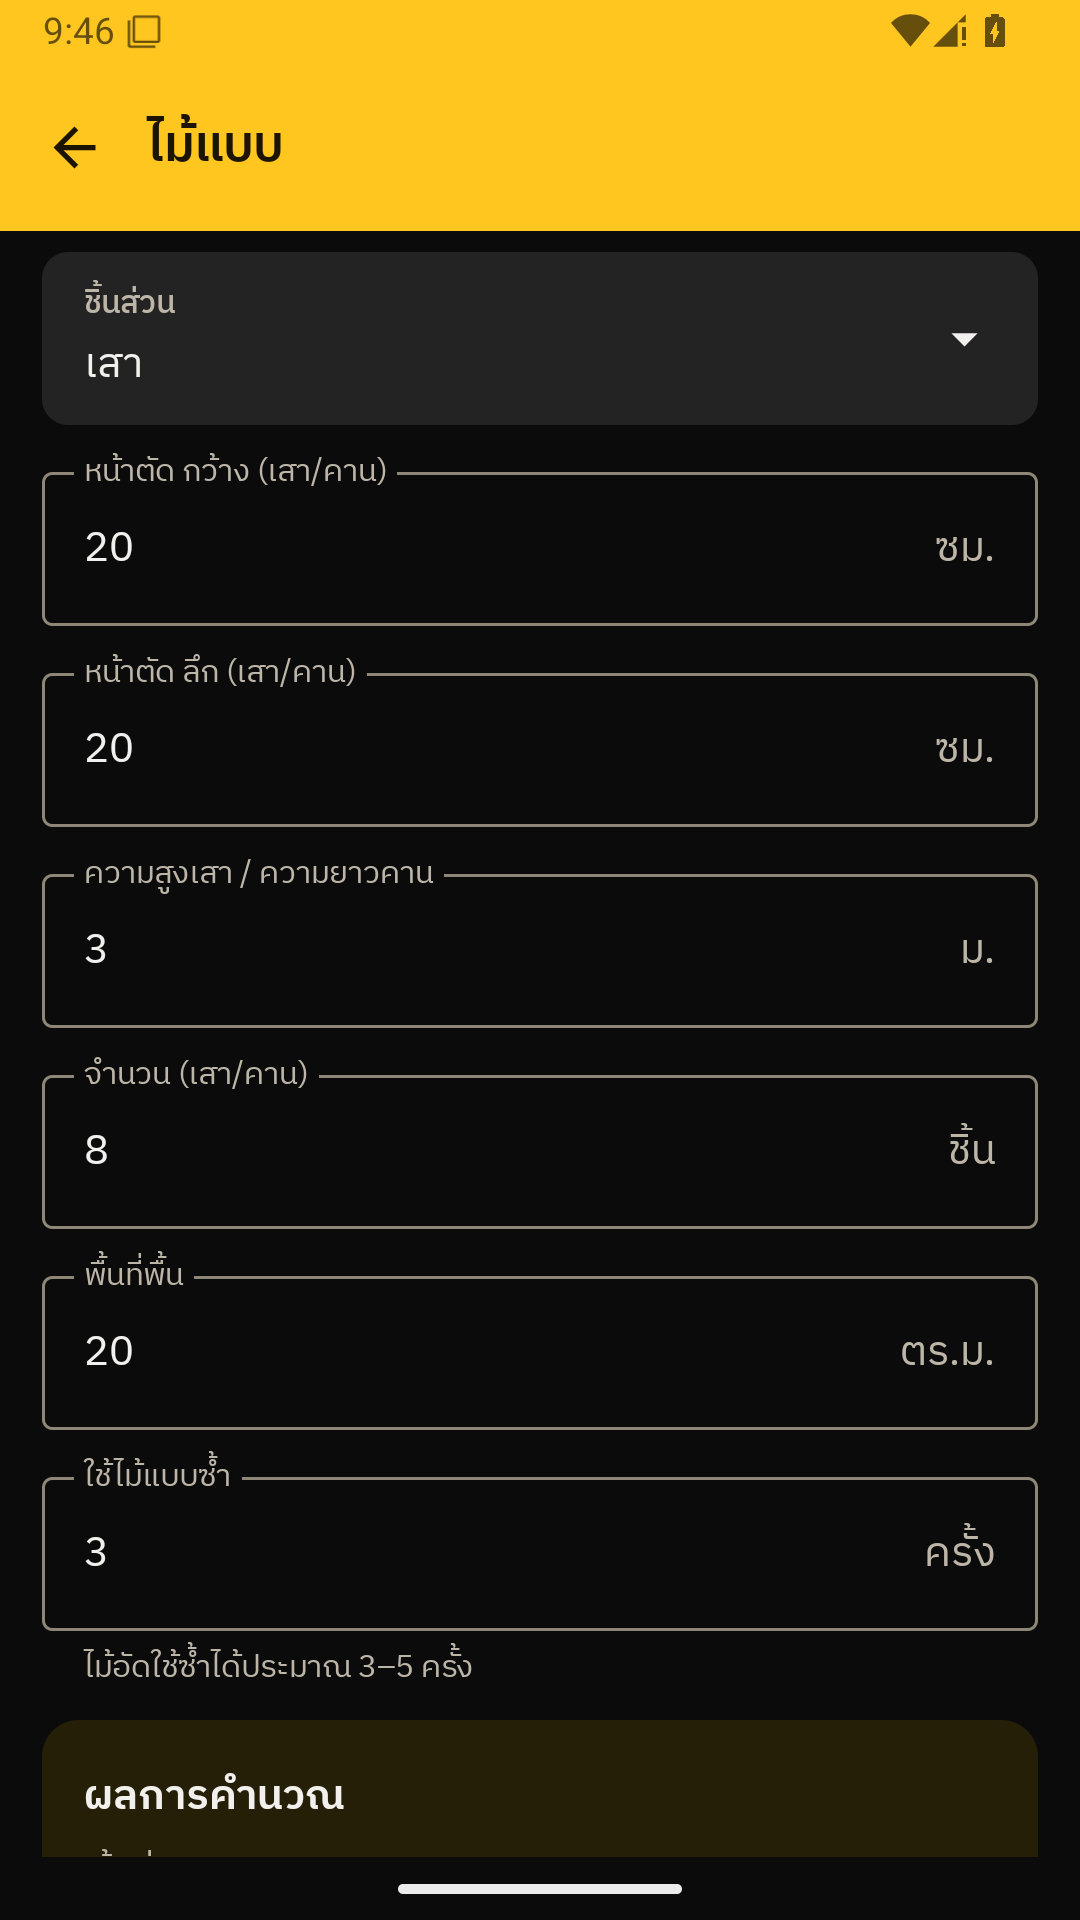 9:46
ไม้แบบ
ชิ้นส่วน
เสา
หน้าตัด กว้าง (เสา/คาน)
20 ซม.
หน้าตัด ลึก (เสา/คาน)
20 ซม.
ความสูงเสา / ความยาวคาน
3 ม.
จำนวน (เสา/คาน)
8 ชิ้น
พื้นที่พื้น
20 ตร.ม.
ใช้ไม้แบบซ้ำ
3 ครั้ง
ไม้อัดใช้ซ้ำได้ประมาณ 3–5 ครั้ง
ผลการคำนวณ